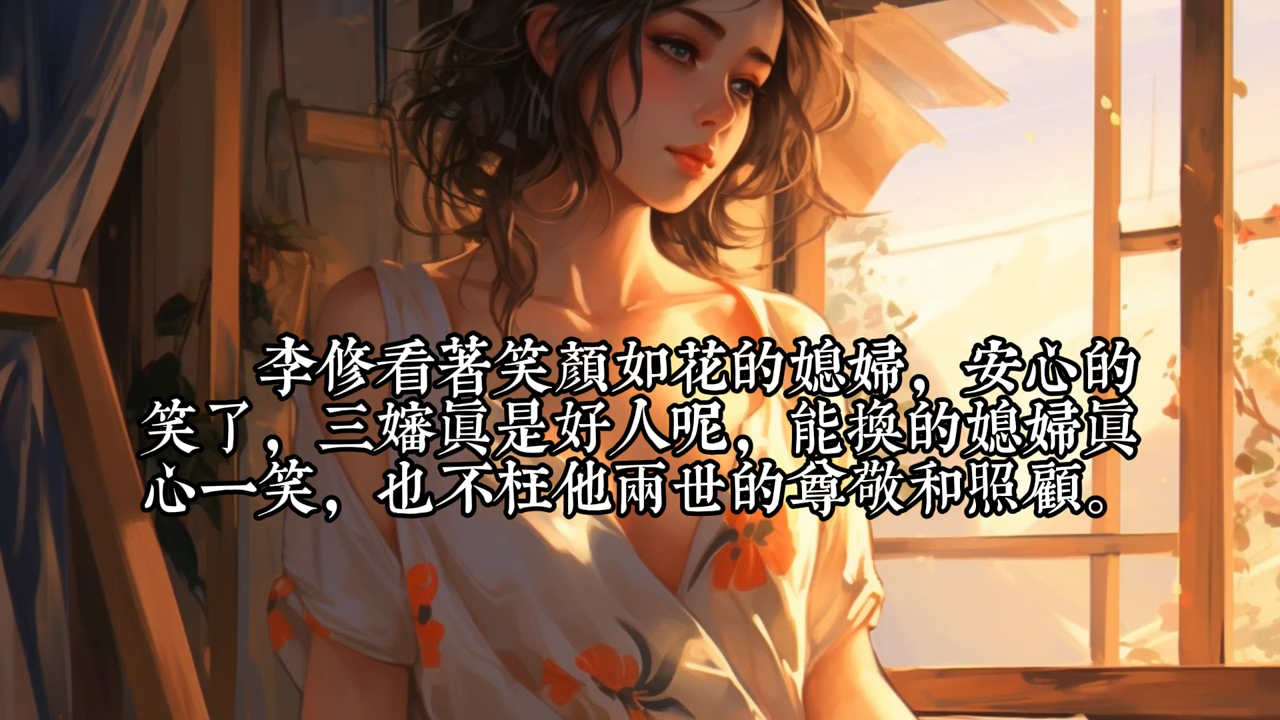 李修看著笑顏如花的媳婦，安心的
笑了，三嬸眞是好人呢，能換的媳婦眞
心一笑，也不枉他兩世的尊敬和照顧。